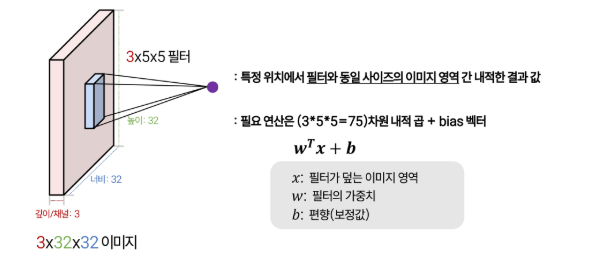 3x5x5 필터
: 특정 위치에서 필터와 동일 사이즈의 이미지 영역 간 내적한 결과 값
높이: 32
: 필요 연산은 (3*5*5=75)차원 내적 곱 + bias 벡터
wᵀx + b
너비: 32
x: 필터가 덮는 이미지 영역
w: 필터의 가중치
b: 편향(보정값)
깊이/채널: 3
3x32x32 이미지